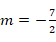 m = −7/2